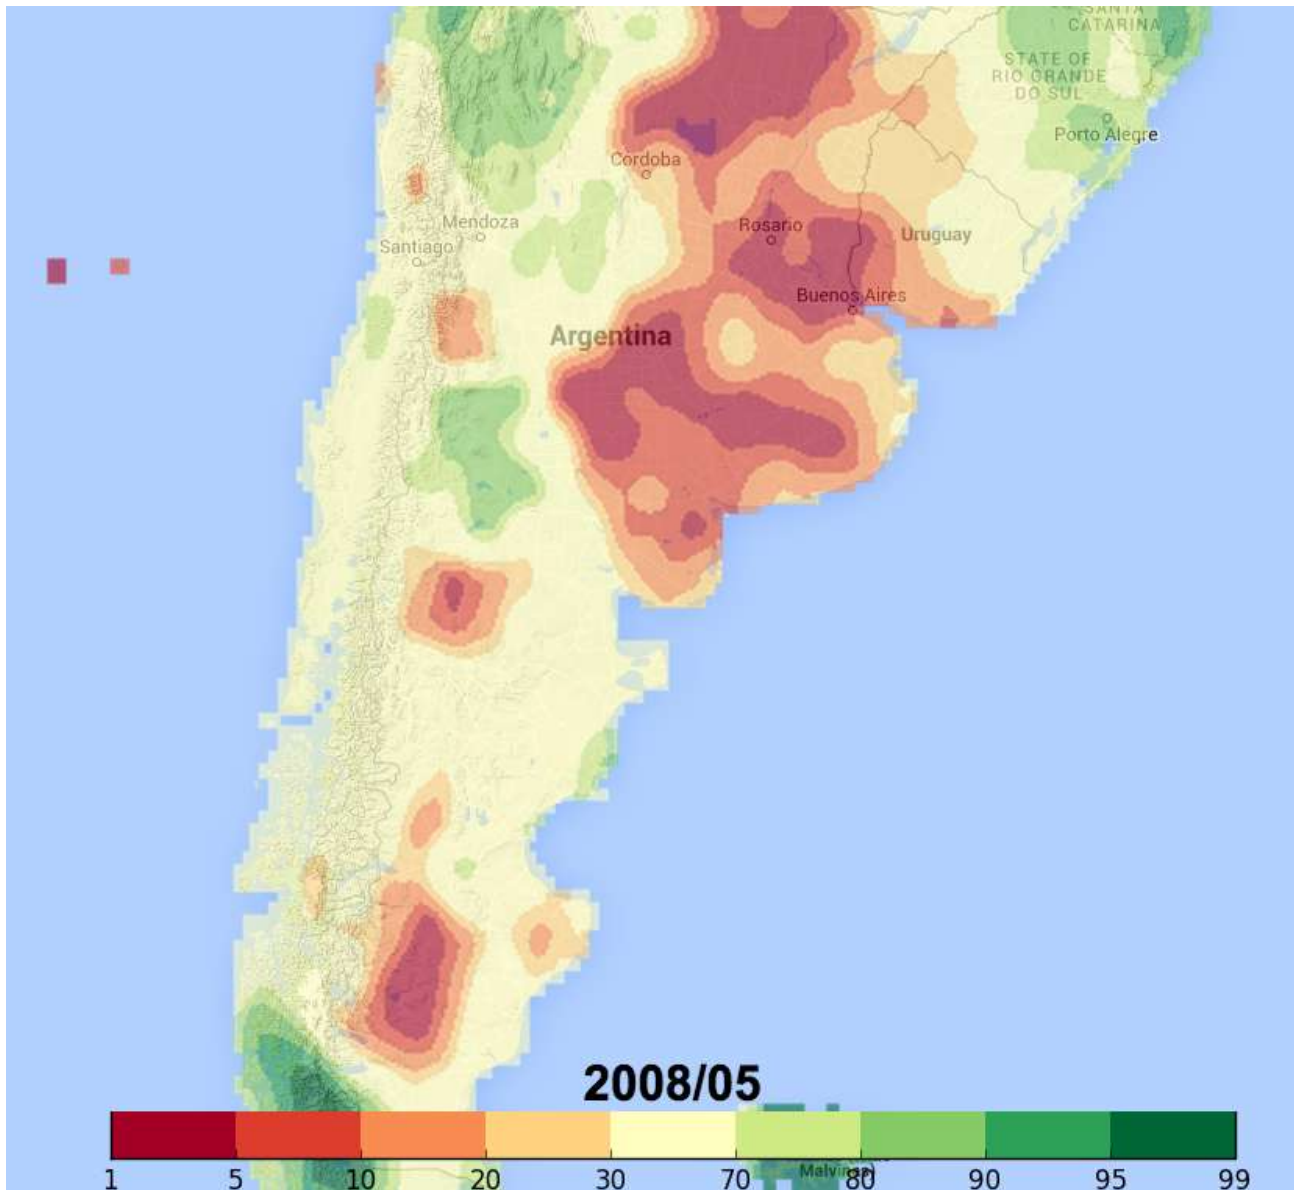 SANTA
CATARINA
STATE OF
RIO GRANDE
DO SUL
Porto Alegre
Cordoba
Mendoza
Rosario
Uruguay
Santiago
Buenos Aires
Argentina
2008/05
Malvinas)
1 5 10 20 30 70 80 90 95 99